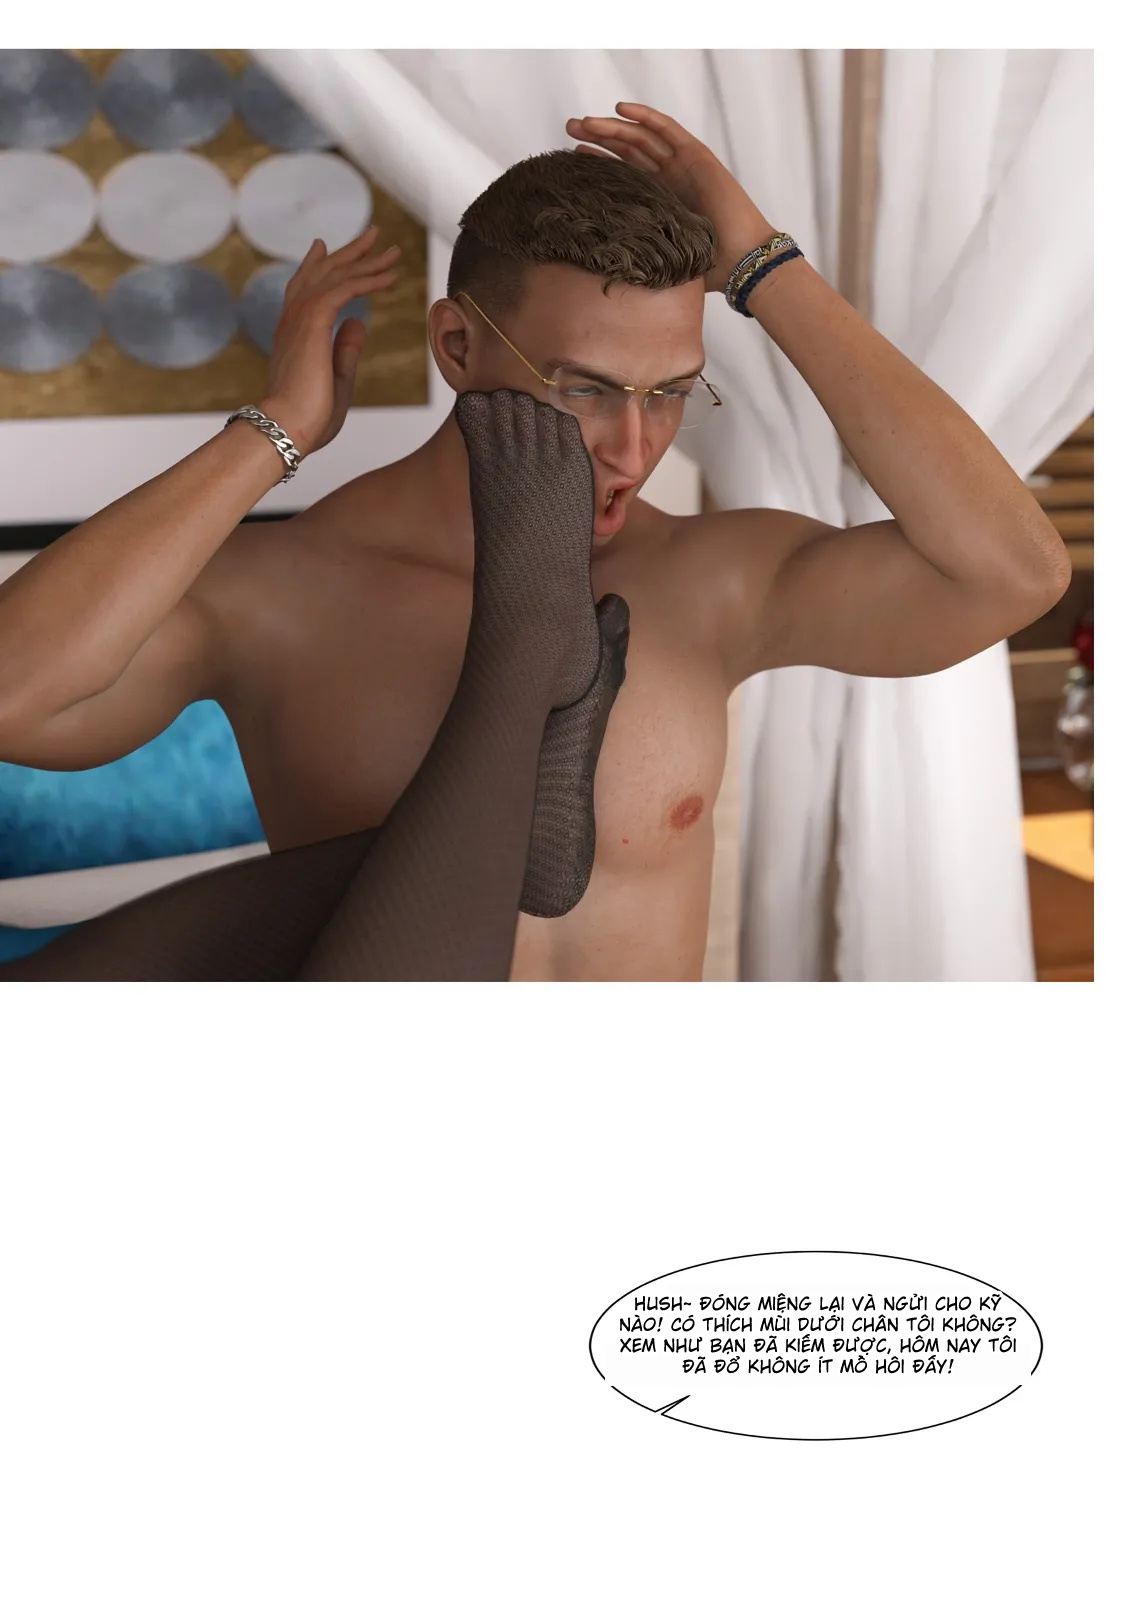 HUSH~ ĐÓNG MIỆNG LẠI VÀ NGỬI CHO KỸ
NÀO! CÓ THÍCH MÙI DƯỚI CHÂN TÔI KHÔNG?
XEM NHƯ BẠN ĐÃ KIẾM ĐƯỢC, HÔM NAY TÔI
ĐÃ ĐỔ KHÔNG ÍT MỒ HÔI ĐẤY!